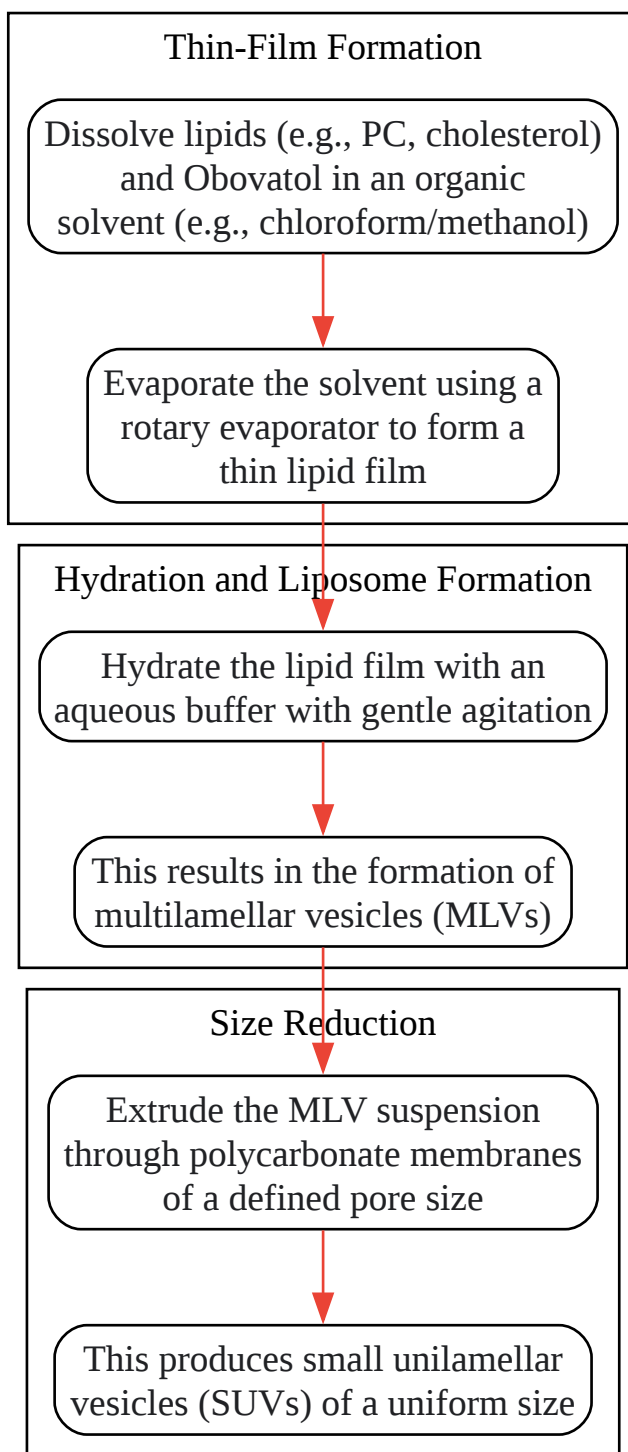 Thin-Film Formation
Dissolve lipids (e.g., PC, cholesterol)
and Obovatol in an organic
solvent (e.g., chloroform/methanol)
Evaporate the solvent using a
rotary evaporator to form a
thin lipid film
Hydration and Liposome Formation
Hydrate the lipid film with an
aqueous buffer with gentle agitation
This results in the formation of
multilamellar vesicles (MLVs)
Size Reduction
Extrude the MLV suspension
through polycarbonate membranes
of a defined pore size
This produces small unilamellar
vesicles (SUVs) of a uniform size